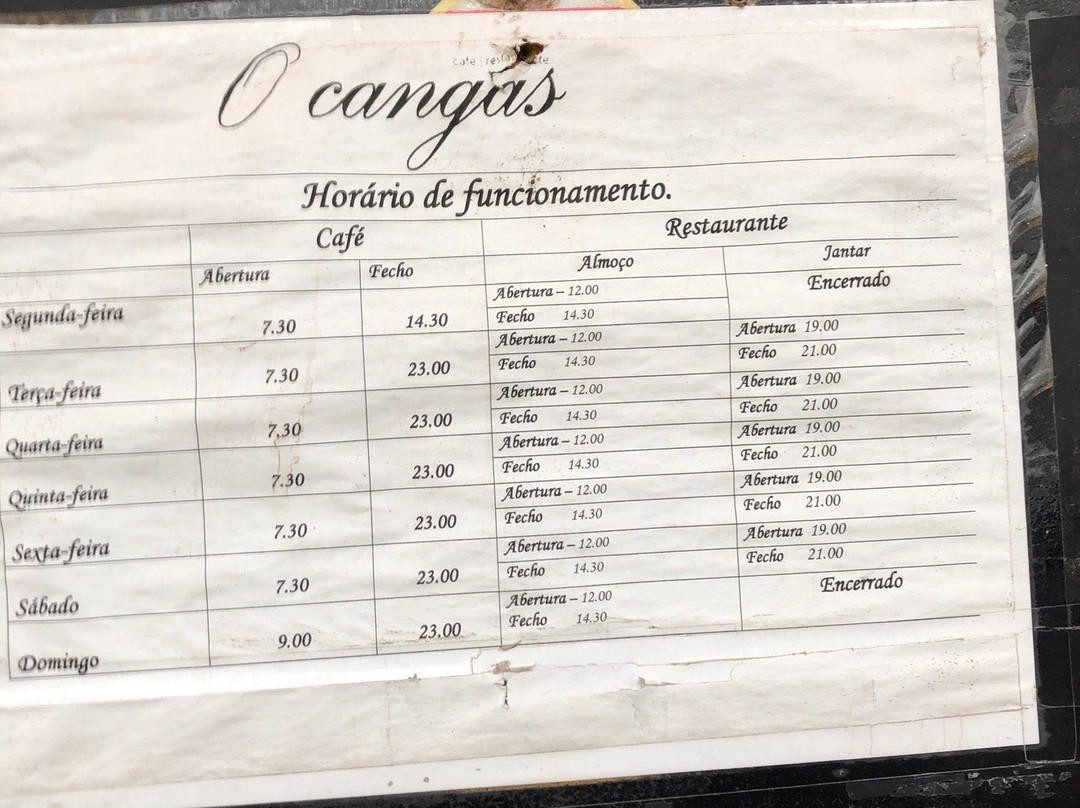 cafe | restaurante
O cangas
Horário de funcionamento.
Café Restaurante
Abertura Fecho Almoço Jantar
Segunda-feira 7.30 14.30 Abertura – 12.00 Encerrado
Fecho 14.30
Terça-feira 7.30 23.00 Abertura – 12.00 Abertura 19.00
Fecho 14.30 Fecho 21.00
Quarta-feira 7.30 23.00 Abertura – 12.00 Abertura 19.00
Fecho 14.30 Fecho 21.00
Quinta-feira 7.30 23.00 Abertura – 12.00 Abertura 19.00
Fecho 14.30 Fecho 21.00
Sexta-feira 7.30 23.00 Abertura – 12.00 Abertura 19.00
Fecho 14.30 Fecho 21.00
Sábado 7.30 23.00 Abertura – 12.00 Abertura 19.00
Fecho 14.30 Fecho 21.00
Domingo 9.00 23.00 Abertura – 12.00 Encerrado
Fecho 14.30